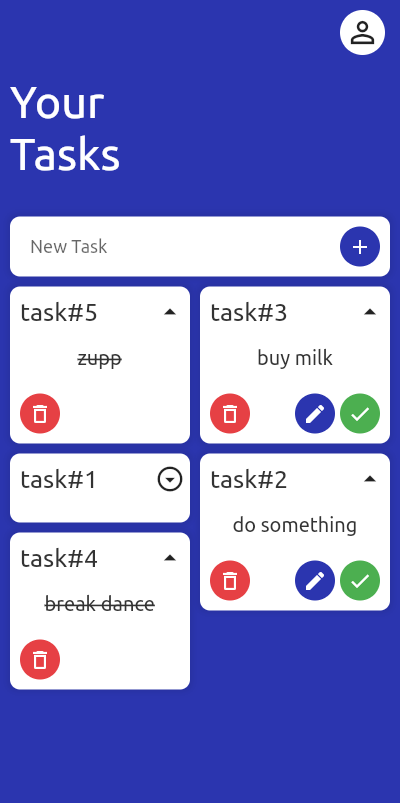 Your
Tasks
New Task
task#5
zupp
task#3
buy milk
task#1
task#2
do something
task#4
break dance